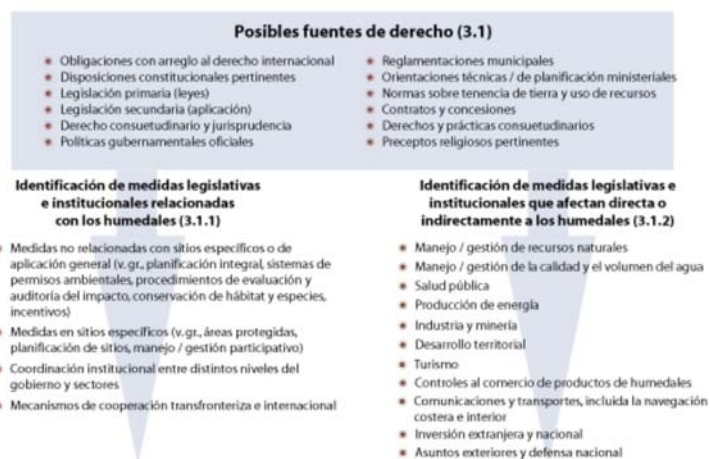 Posibles fuentes de derecho (3.1)
Obligaciones con arreglo al derecho internacional
Disposiciones constitucionales pertinentes
Legislación primaria (leyes)
Legislación secundaria (aplicación)
Derecho consuetudinario y jurisprudencia
Políticas gubernamentales oficiales
Reglamentaciones municipales
Orientaciones técnicas / de planificación ministeriales
Normas sobre tenencia de tierra y uso de recursos
Contratos y concesiones
Derechos y prácticas consuetudinarios
Preceptos religiosos pertinentes
Identificación de medidas legislativas
e institucionales relacionadas
con los humedales (3.1.1)
Medidas no relacionadas con sitios específicos o de
aplicación general (v. gr., planificación integral, sistemas de
permisos ambientales, procedimientos de evaluación y
auditoría del impacto, conservación de hábitat y especies,
incentivos)
Medidas en sitios específicos (v.gr., áreas protegidas,
planificación de sitios, manejo / gestión participativo)
Coordinación institucional entre distintos niveles del
gobierno y sectores
Mecanismos de cooperación transfronteriza e internacional
Identificación de medidas legislativas e
institucionales que afectan directa o
indirectamente a los humedales (3.1.2)
Manejo / gestión de recursos naturales
Manejo / gestión de la calidad y el volumen del agua
Salud pública
Producción de energía
Industria y minería
Desarrollo territorial
Turismo
Controles al comercio de productos de humedales
Comunicaciones y transportes, incluida la navegación
costera e interior
Inversión extranjera y nacional
Asuntos exteriores y defensa nacional